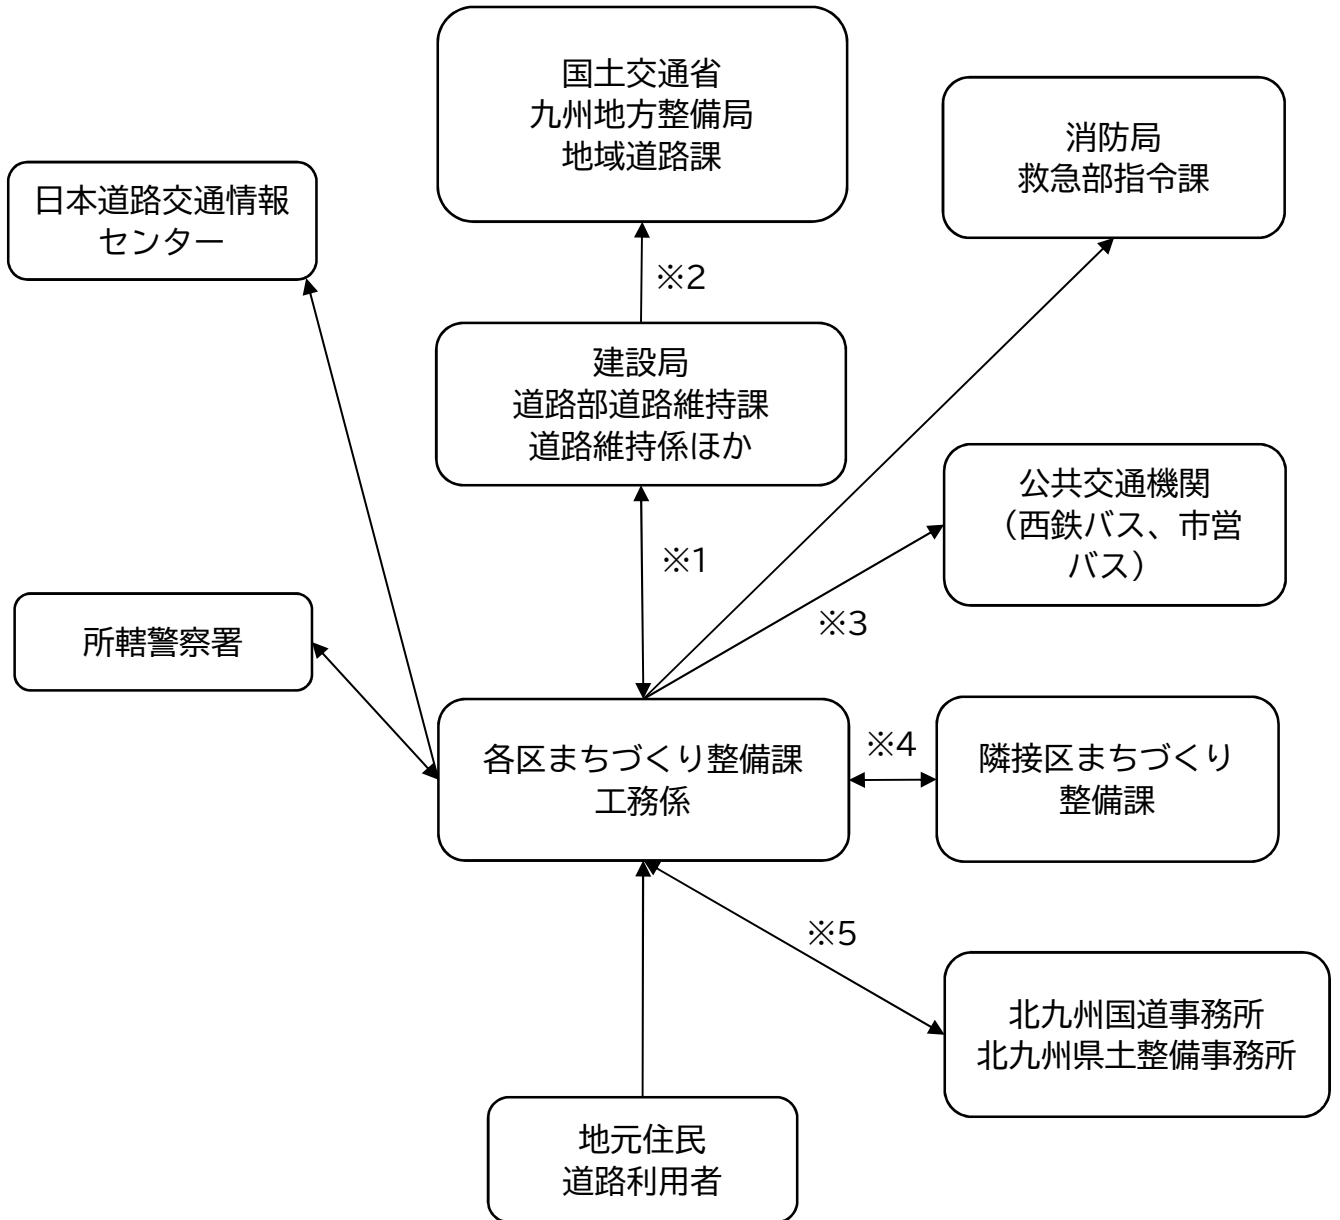 国土交通省
九州地方整備局
地域道路課
消防局
救急部指令課
日本道路交通情報
センター
※2
建設局
道路部道路維持課
道路維持係ほか
公共交通機関
（西鉄バス、市営
バス）
※1
※3
所轄警察署
各区まちづくり整備課
工務係
※4
隣接区まちづくり
整備課
※5
北九州国道事務所
北九州県土整備事務所
地元住民
道路利用者